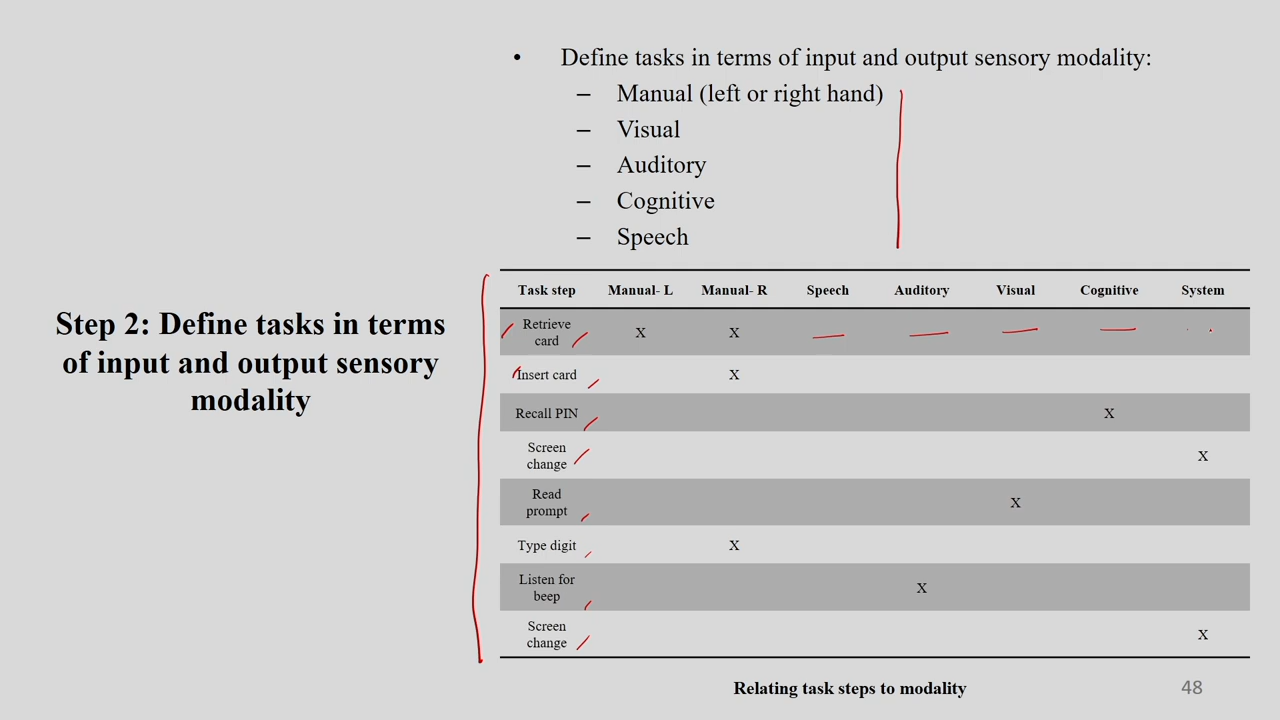 • Define tasks in terms of input and output sensory modality:
– Manual (left or right hand)
– Visual
– Auditory
– Cognitive
– Speech
Step 2: Define tasks in terms
of input and output sensory
modality
Task step Manual- L Manual- R Speech Auditory Visual Cognitive System
Retrieve
card X X
Insert card X
Recall PIN X
Screen
change X
Read
prompt X
Type digit X
Listen for
beep X
Screen
change X
Relating task steps to modality
48